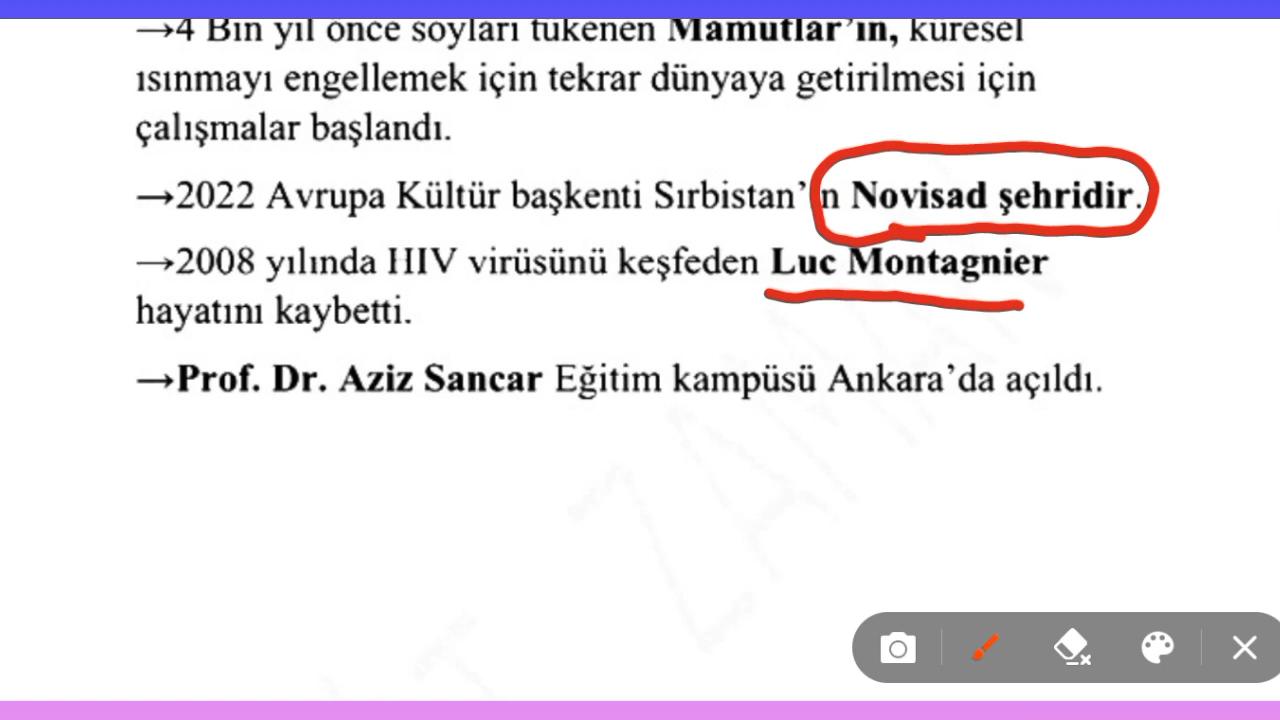 →4 Bin yıl önce soyları tükenen Mamutlar’ın, küresel
ısınmayı engellemek için tekrar dünyaya getirilmesi için
çalışmalar başlandı.
→2022 Avrupa Kültür başkenti Sırbistan’ın Novisad şehridir.
→2008 yılında HIV virüsünü keşfeden Luc Montagnier
hayatını kaybetti.
→Prof. Dr. Aziz Sancar Eğitim kampüsü Ankara’da açıldı.